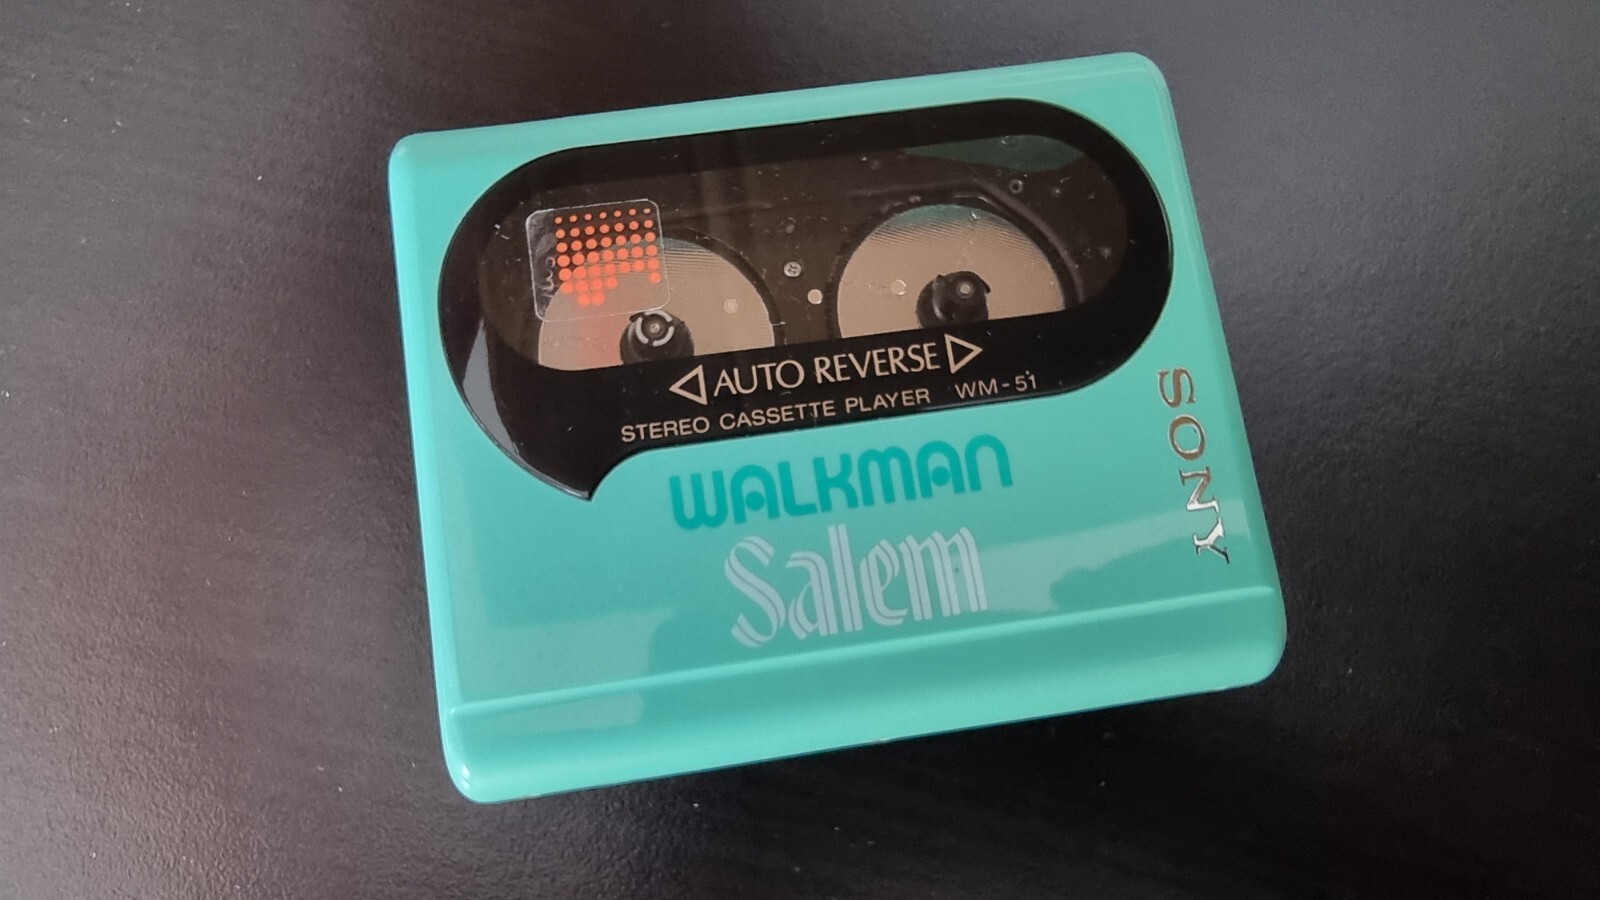 ◁ AUTO REVERSE ▷
STEREO CASSETTE PLAYER WM-51
WALKMAN
Salem
SONY